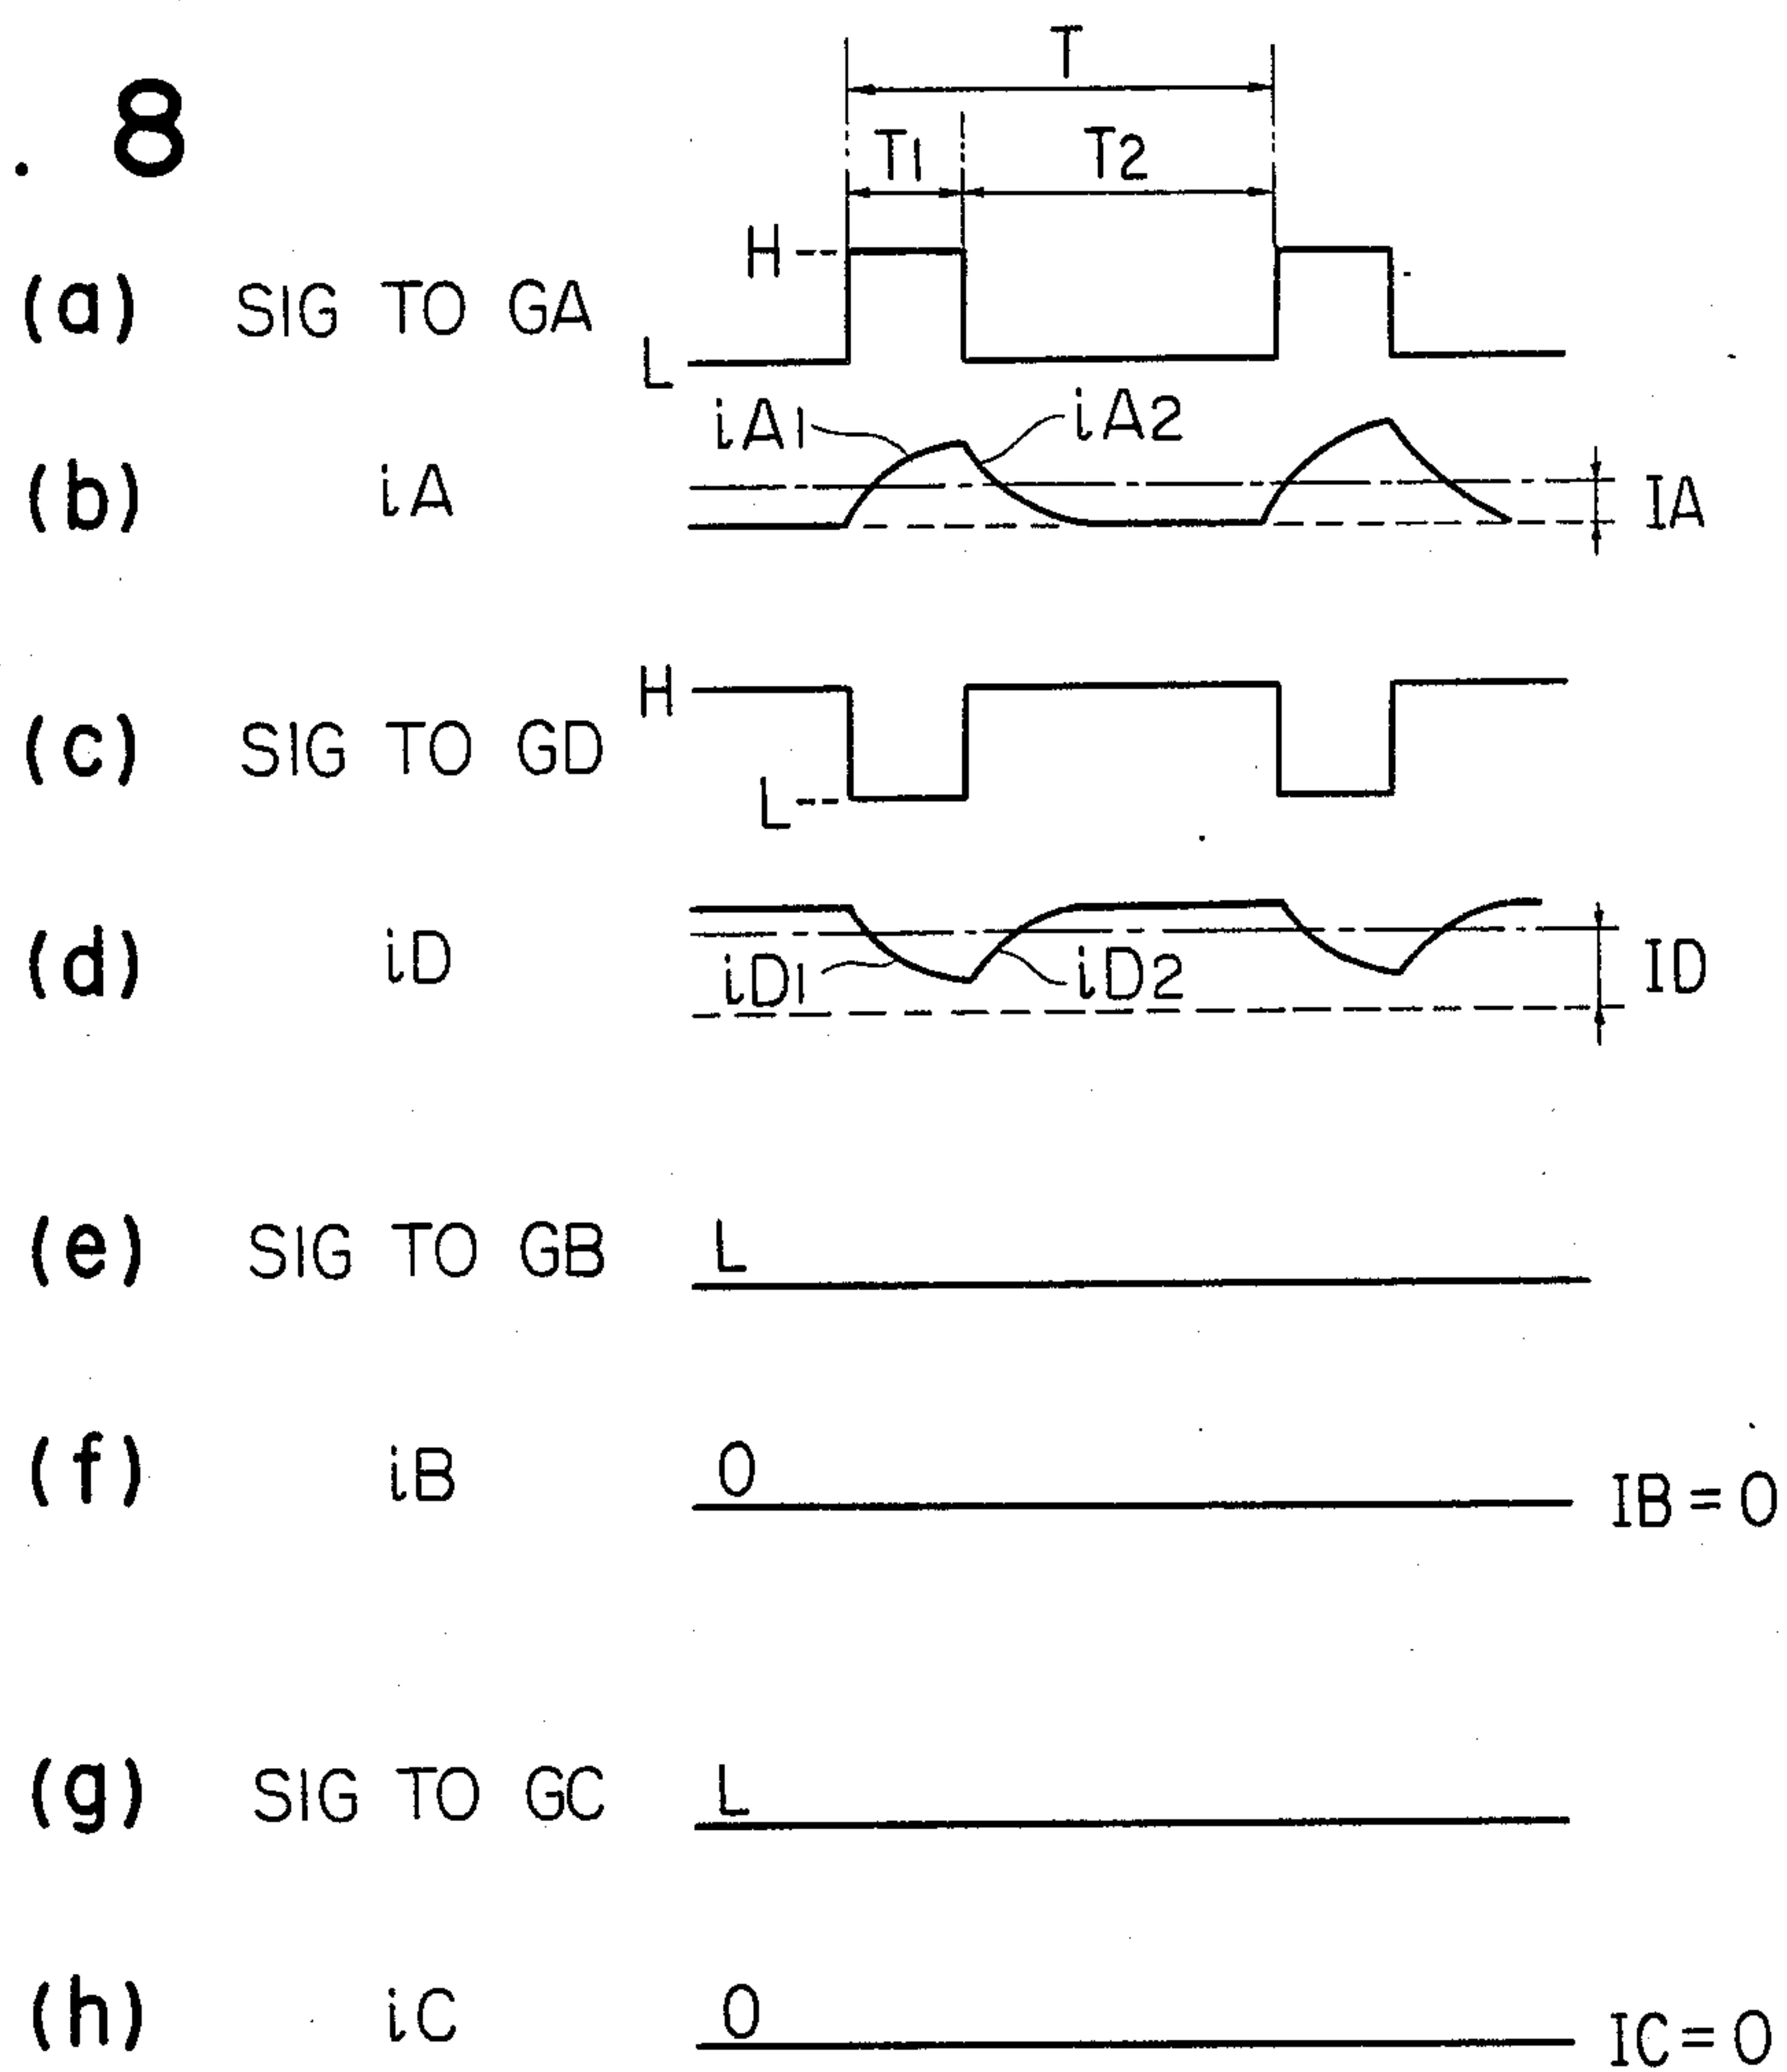 . 8
T
T1 T2
H
(a) SIG TO GA
L
iA1 iA2
(b) iA IA
H
(c) SIG TO GD
L
(d) iD iD1 iD2 ID
(e) SIG TO GB L
(f) iB 0 IB=0
(g) SIG TO GC L
(h) iC 0 IC=0